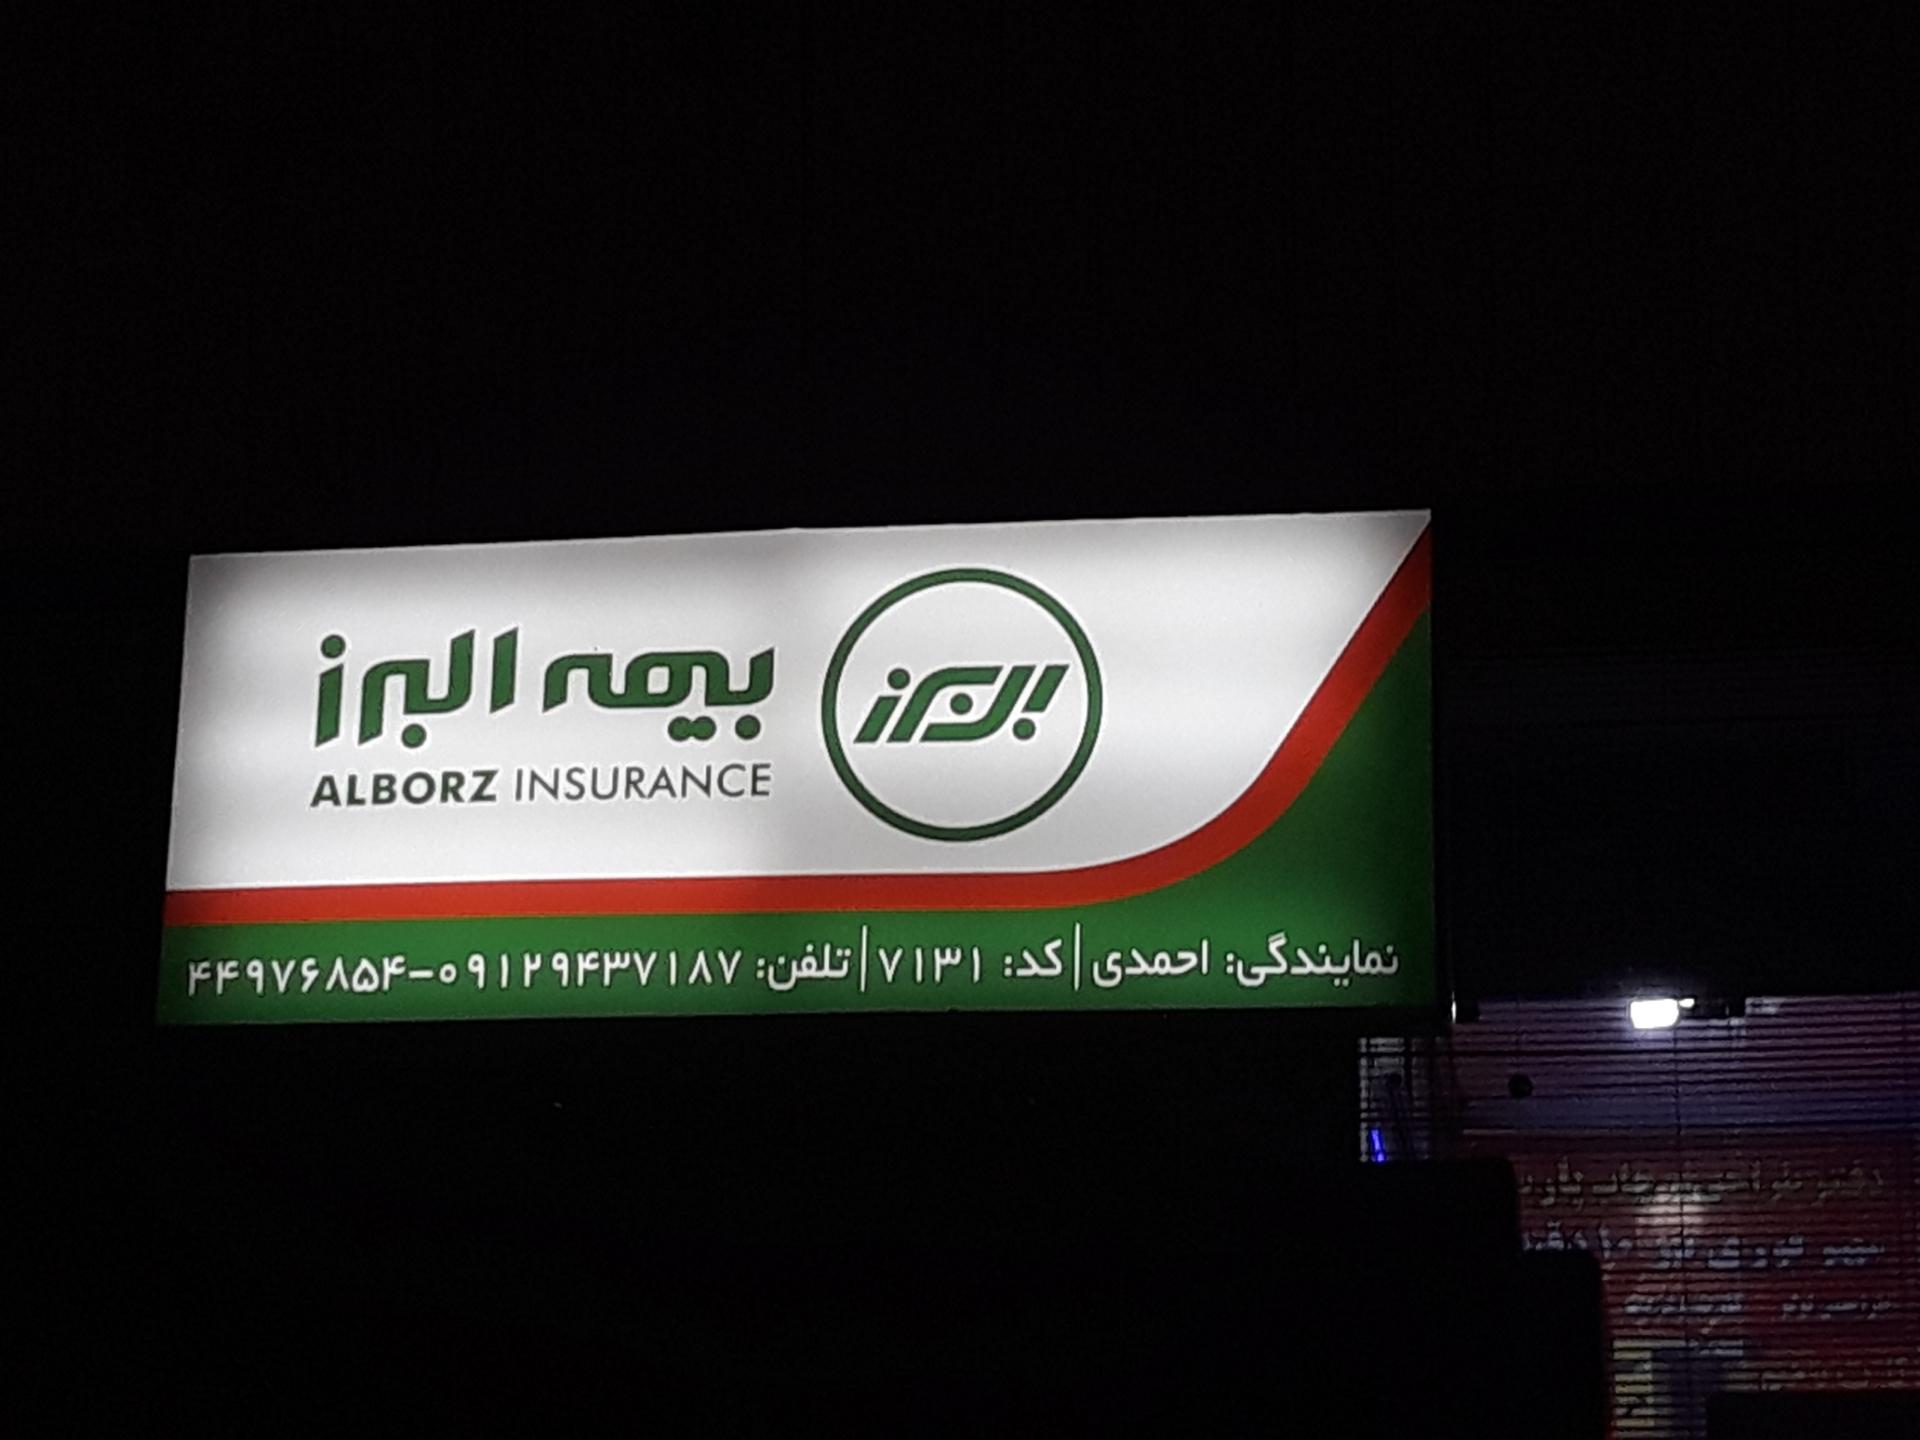 بیمه البرز
البرز
ALBORZ INSURANCE
نمایندگی: احمدی | کد: ۷۱۳۱ | تلفن: ۴۴۹۷۶۸۵۴-۰۹۱۲۹۴۳۷۱۸۷